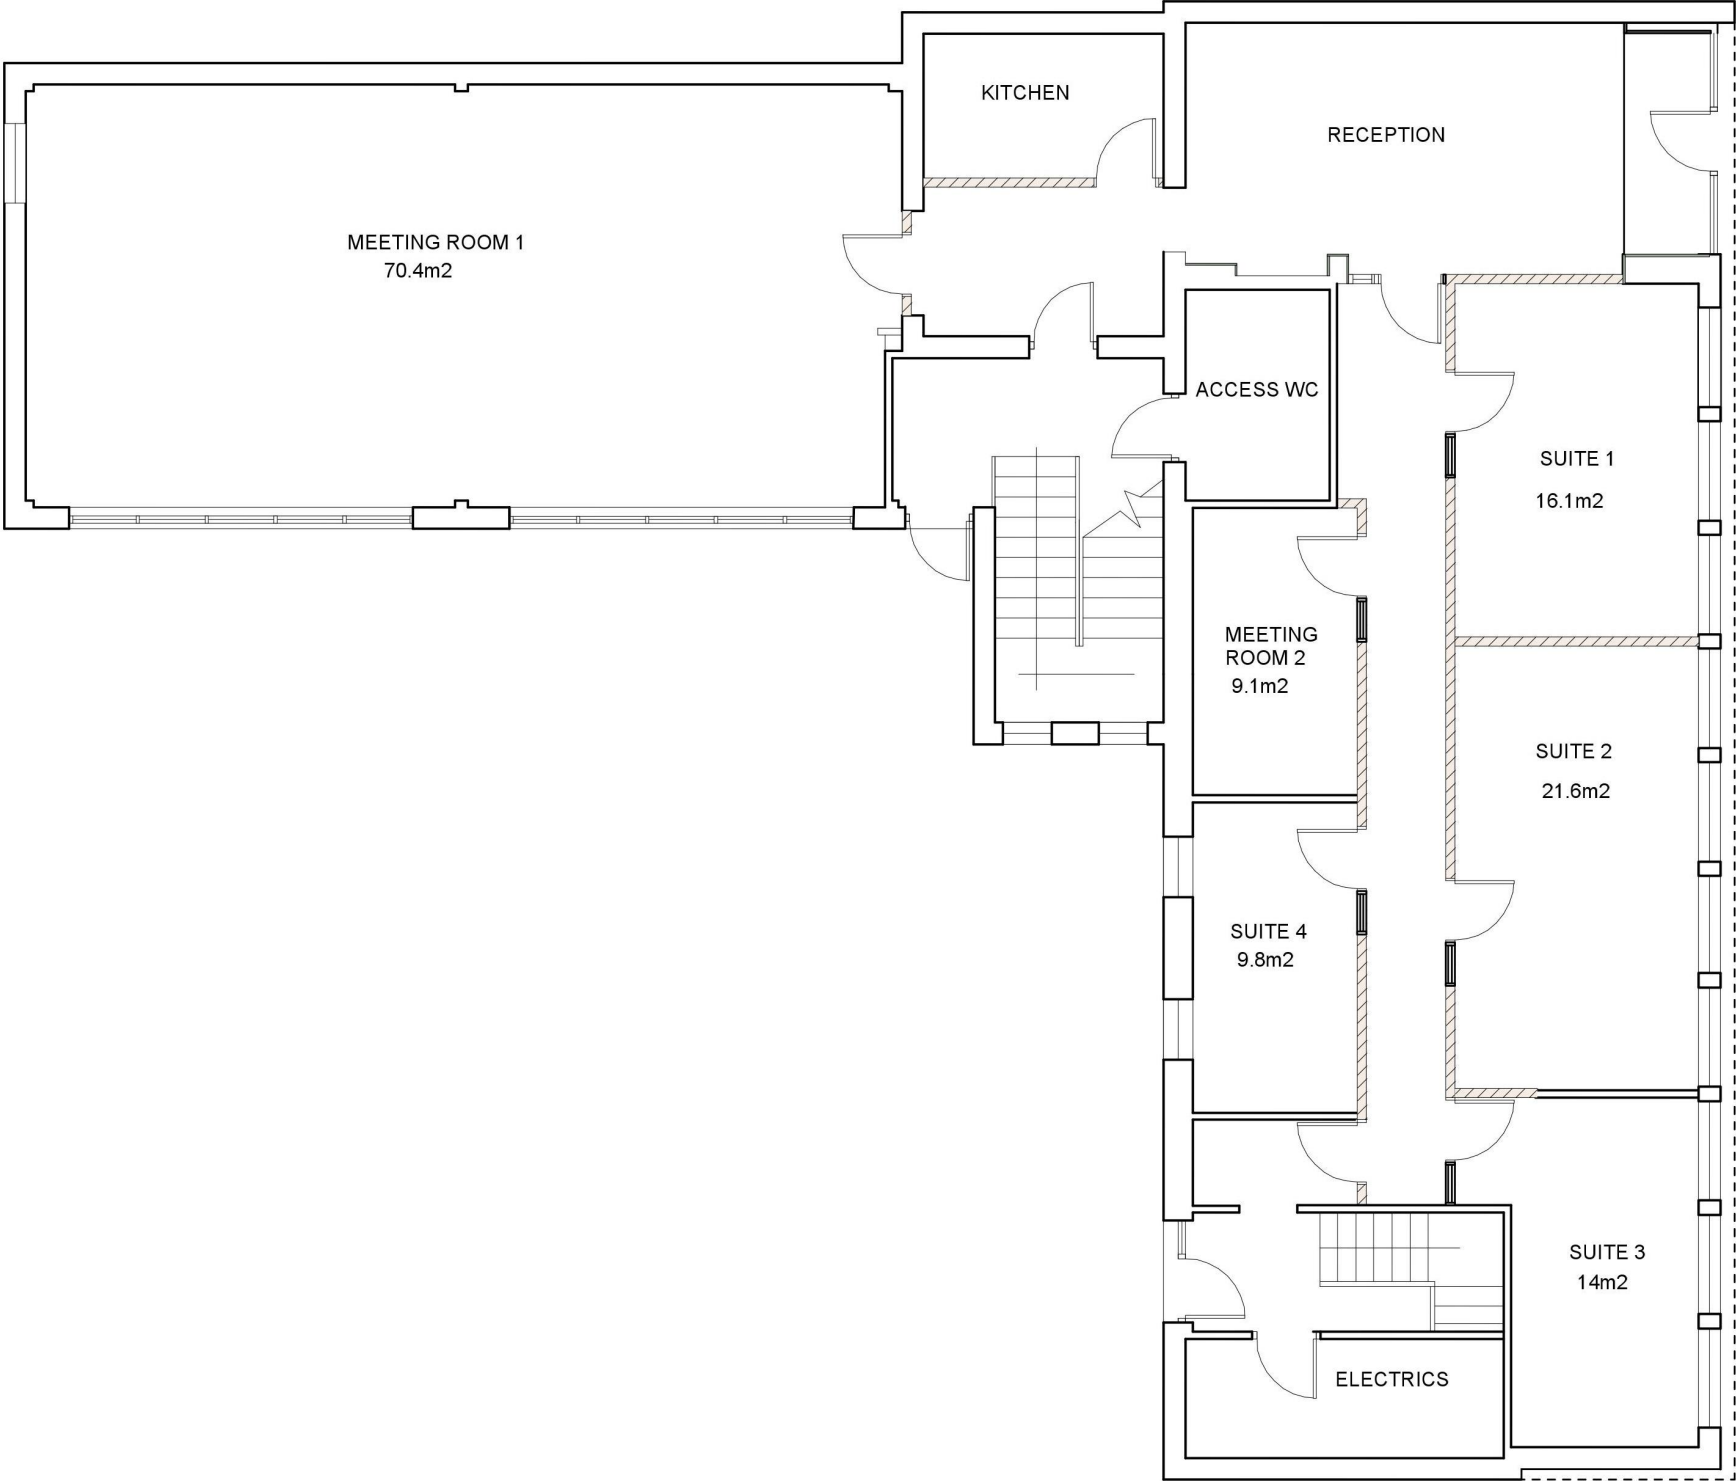 KITCHEN
RECEPTION
MEETING ROOM 1
70.4m2
ACCESS WC
SUITE 1
16.1m2
MEETING
ROOM 2
9.1m2
SUITE 2
21.6m2
SUITE 4
9.8m2
SUITE 3
14m2
ELECTRICS